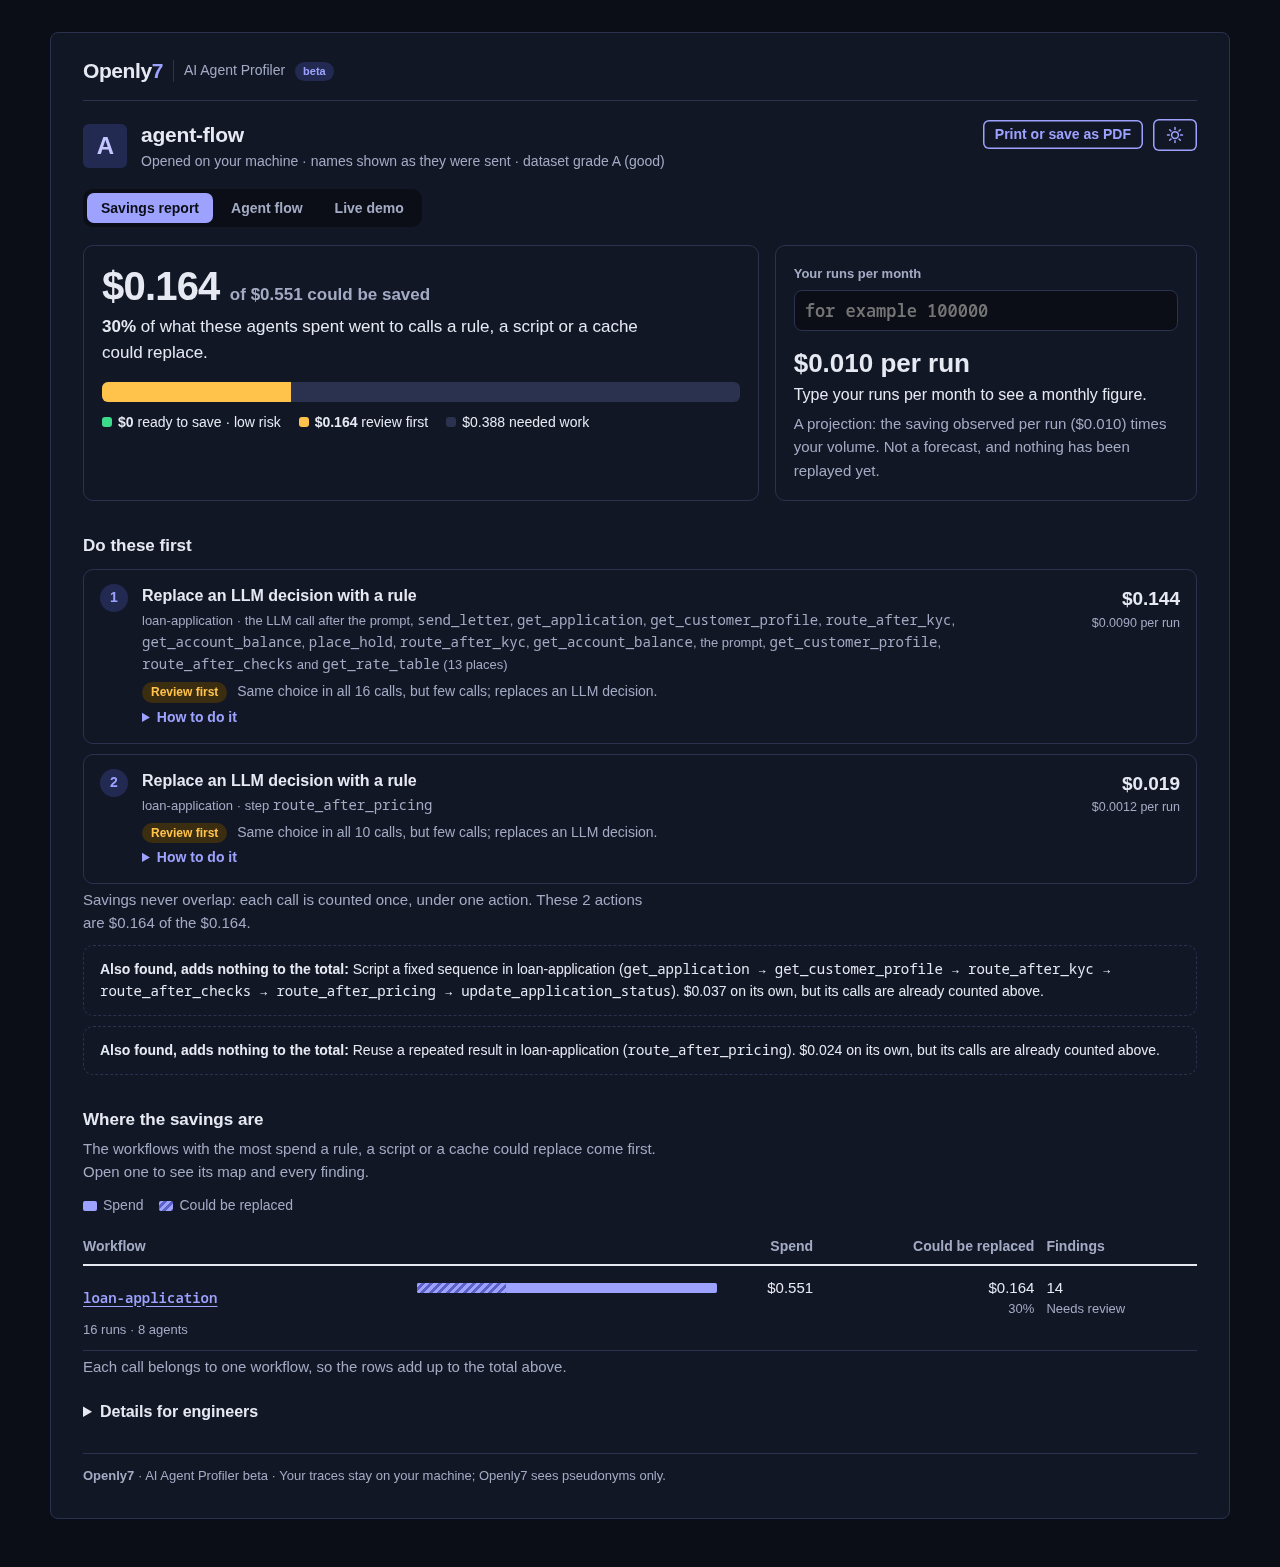 Openly7 AI Agent Profiler beta
A
agent-flow
Opened on your machine · names shown as they were sent · dataset grade A (good)
Print or save as PDF
Savings report Agent flow Live demo
$0.164 of $0.551 could be saved
30% of what these agents spent went to calls a rule, a script or a cache
could replace.
$0 ready to save · low risk $0.164 review first $0.388 needed work
Your runs per month
for example 100000
$0.010 per run
Type your runs per month to see a monthly figure.
A projection: the saving observed per run ($0.010) times
your volume. Not a forecast, and nothing has been
replayed yet.
Do these first
1 Replace an LLM decision with a rule $0.144
loan-application · the LLM call after the prompt, send_letter, get_application, get_customer_profile, route_after_kyc, $0.0090 per run
get_account_balance, place_hold, route_after_kyc, get_account_balance, the prompt, get_customer_profile,
route_after_checks and get_rate_table (13 places)
Review first Same choice in all 16 calls, but few calls; replaces an LLM decision.
▶ How to do it
2 Replace an LLM decision with a rule $0.019
loan-application · step route_after_pricing $0.0012 per run
Review first Same choice in all 10 calls, but few calls; replaces an LLM decision.
▶ How to do it
Savings never overlap: each call is counted once, under one action. These 2 actions
are $0.164 of the $0.164.
Also found, adds nothing to the total: Script a fixed sequence in loan-application (get_application → get_customer_profile → route_after_kyc →
route_after_checks → route_after_pricing → update_application_status). $0.037 on its own, but its calls are already counted above.
Also found, adds nothing to the total: Reuse a repeated result in loan-application (route_after_pricing). $0.024 on its own, but its calls are already counted above.
Where the savings are
The workflows with the most spend a rule, a script or a cache could replace come first.
Open one to see its map and every finding.
Spend Could be replaced
Workflow Spend Could be replaced Findings
loan-application $0.551 $0.164 14
30% Needs review
16 runs · 8 agents
Each call belongs to one workflow, so the rows add up to the total above.
▶ Details for engineers
Openly7 · AI Agent Profiler beta · Your traces stay on your machine; Openly7 sees pseudonyms only.